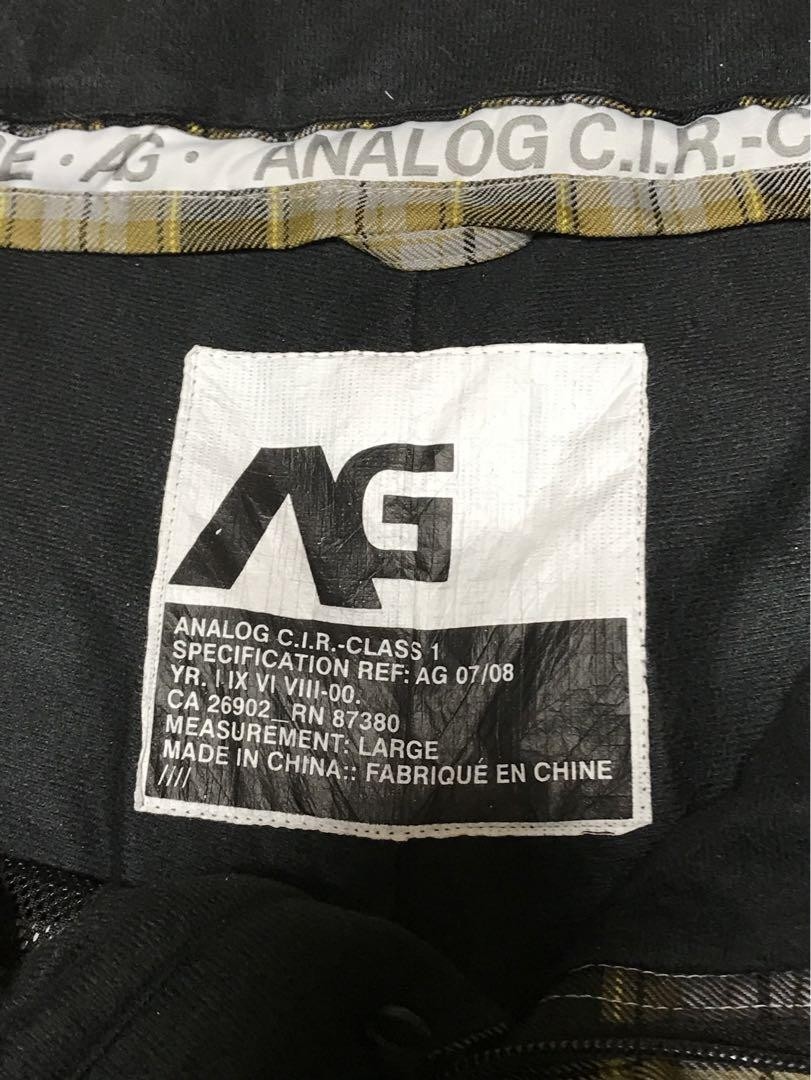 E · AG · ANALOG C.I.R.-C
AG
ANALOG C.I.R.-CLASS 1
SPECIFICATION REF: AG 07/08
YR. I IX VI VIII-00.
CA 26902__RN 87380
MEASUREMENT: LARGE
MADE IN CHINA:: FABRIQUÉ EN CHINE
////